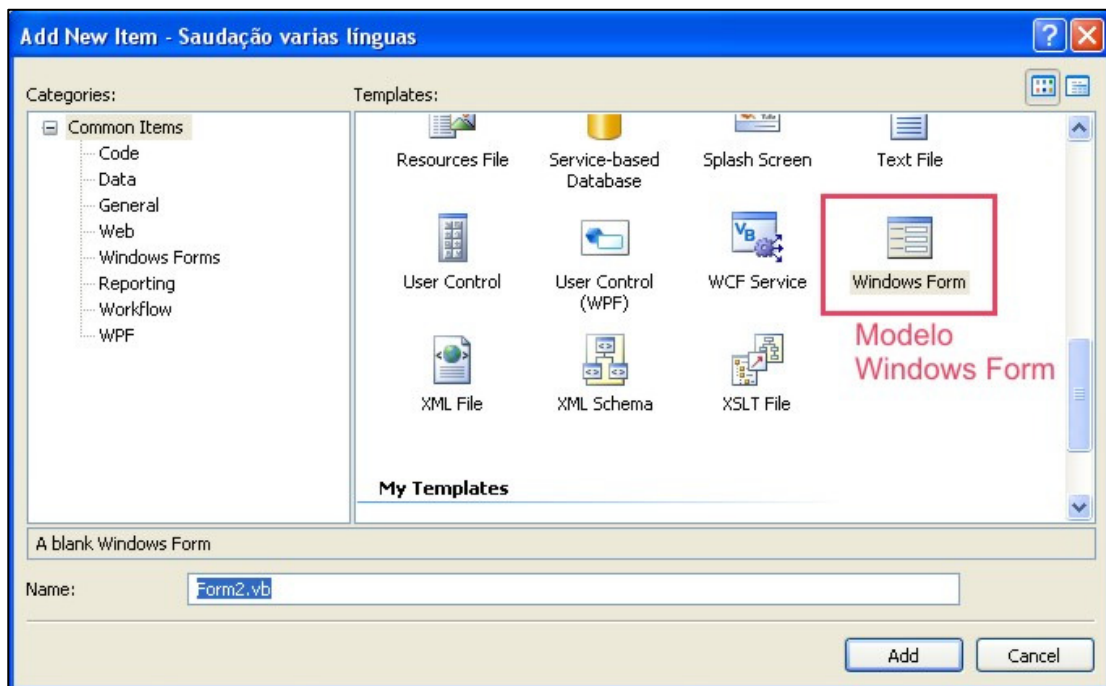 Add New Item - Saudação varias línguas
Categories:
Templates:
Common Items
Code
Data
General
Web
Windows Forms
Reporting
Workflow
WPF
Resources File
Service-based
Database
Splash Screen
Text File
User Control
User Control
(WPF)
WCF Service
Windows Form
Modelo
Windows Form
XML File
XML Schema
XSLT File
My Templates
A blank Windows Form
Name:
Form2.vb
Add
Cancel